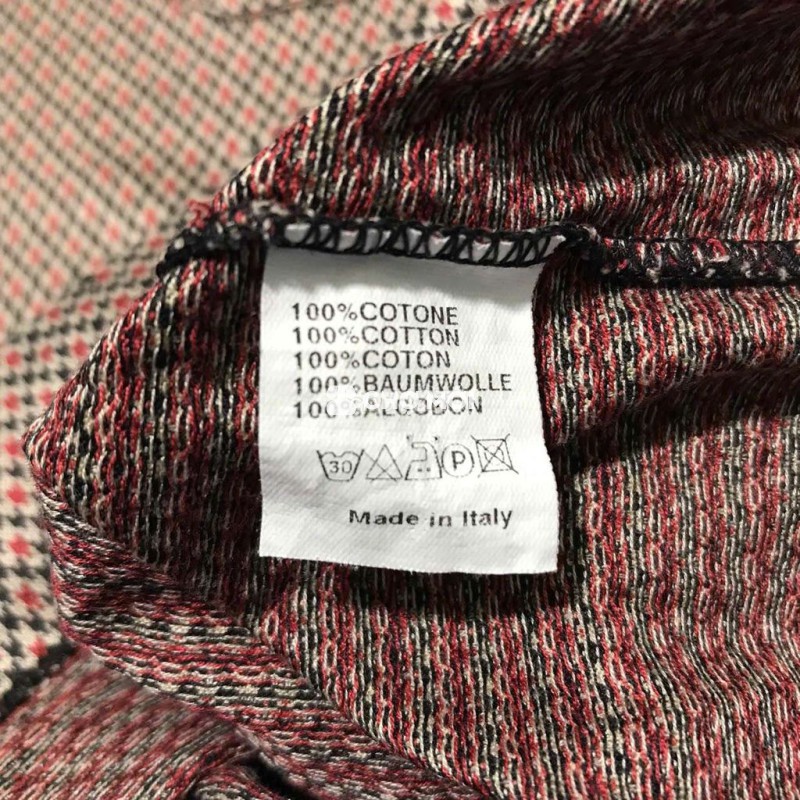 100%COTONE
100%COTTON
100%COTON
100%BAUMWOLLE
100%ALGODON
30 P
Made in Italy